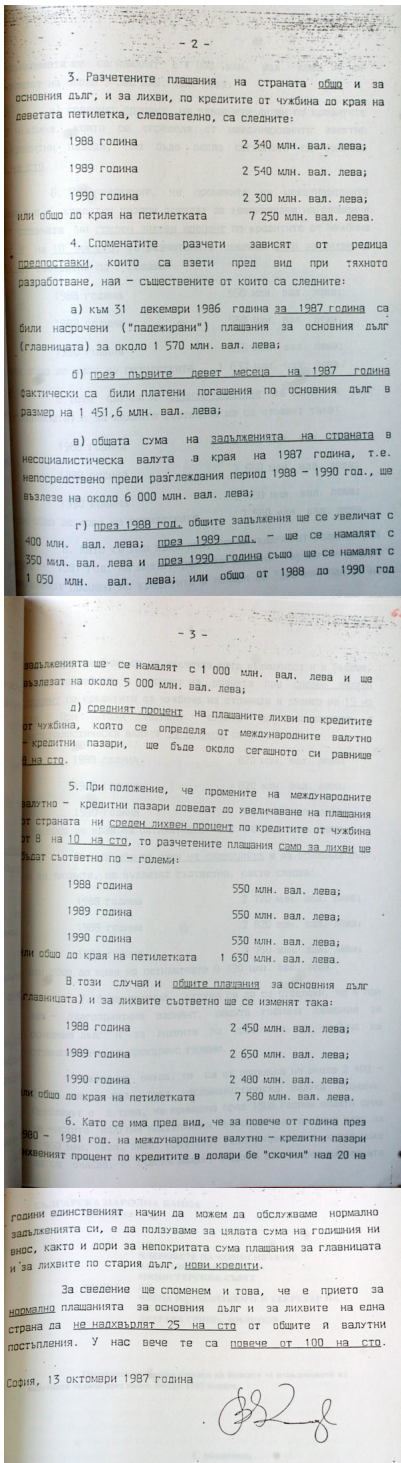 - 2 -
3. Разчетените плащания на страната общо и за
основния дълг, и за лихви, по кредитите от чужбина до края на
деветата петилетка, следователно, са следните:
1988 година 2 340 млн. вал. лева;
1989 година 2 540 млн. вал. лева;
1990 година 2 300 млн. вал. лева;
или общо до края на петилетката 7 250 млн. вал. лева.
4. Споменатите разчети зависят от редица
предпоставки, които са взети пред вид при тяхното
разработване, най - съществените от които са следните:
а) към 31 декември 1986 година за 1987 година са
били насрочени ("падежирани") плащания за основния дълг
(главницата) за около 1 570 млн. вал. лева;
б) през първите девет месеца на 1987 година
фактически са били платени погашения по основния дълг в
размер на 1 451,6 млн. вал. лева;
в) общата сума на задълженията на страната в
несоциалистическа валута в края на 1987 година, т.е.
непосредствено преди разглеждания период 1988 - 1990 год., ще
възлезе на около 6 000 млн. вал. лева;
г) през 1988 год. общите задължения ще се увеличат с
400 млн. вал. лева; през 1989 год. - ще се намалят с
350 мил. вал. лева и през 1990 година също ще се намалят с
1 050 млн. вал. лева; или общо от 1988 до 1990 год
- 3 -
6.
задълженията ще се намалят с 1 000 млн. вал. лева и ще
възлезат на около 5 000 млн. вал. лева;
д) средният процент на плащаните лихви по кредитите
от чужбина, който се определя от международните валутно
- кредитни пазари, ще бъде около сегашното си равнище
8 на сто.
5. При положение, че промените на международните
валутно - кредитни пазари доведат до увеличаване на плащания
от страната ни среден лихвен процент по кредитите от чужбина
от 8 на 10 на сто, то разчетените плащания само за лихви ще
бъдат съответно по - големи:
1988 година 550 млн. вал. лева;
1989 година 550 млн. вал. лева;
1990 година 530 млн. вал. лева;
или общо до края на петилетката 1 630 млн. вал. лева.
В този случай и общите плащания за основния дълг
(главницата) и за лихвите съответно ще се изменят така:
1988 година 2 450 млн. вал. лева;
1989 година 2 650 млн. вал. лева;
1990 година 2 480 млн. вал. лева;
или общо до края на петилетката 7 580 млн. вал. лева.
6. Като се има пред вид, че за повече от година през
1980 - 1981 год. на международните валутно - кредитни пазари
лихвеният процент по кредитите в долари бе "скочил" над 20 на
години единственият начин да можем да обслужваме нормално
задълженията си, е да ползуваме за цялата сума на годишния ни
внос, както и дори за непокритата сума плащания за главницата
и за лихвите по стария дълг, нови кредити.
За сведение ще споменем и това, че е прието за
нормално плащанията за основния дълг и за лихвите на една
страна да не надхвърлят 25 на сто от общите ѝ валутни
постъпления. У нас вече те са повече от 100 на сто.
София, 13 октомври 1987 година